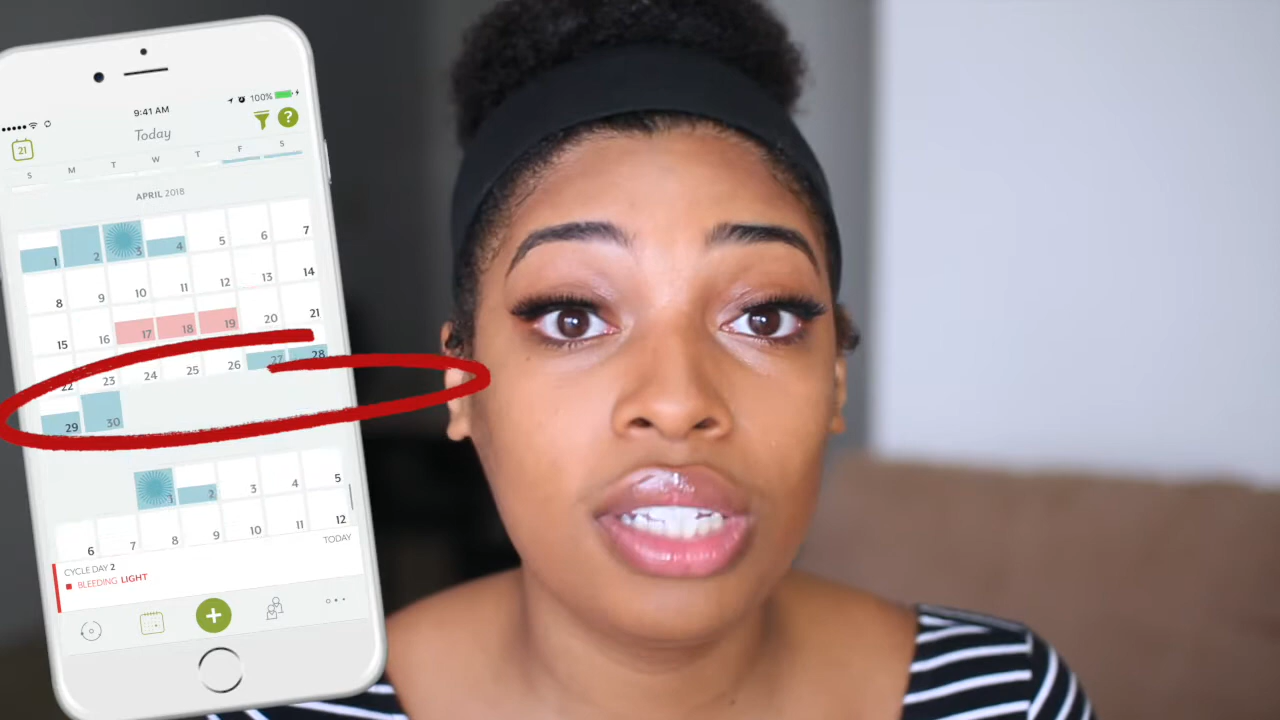 9:41 AM
100%
Today
21
?
S M T W T F S
APRIL 2018
1 2 3 4 5 6 7
8 9 10 11 12 13 14
15 16 17 18 19 20 21
22 23 24 25 26 27 28
29 30
1 2 3 4 5
6 7 8 9 10 11 12
TODAY
CYCLE DAY 2
BLEEDING LIGHT
+